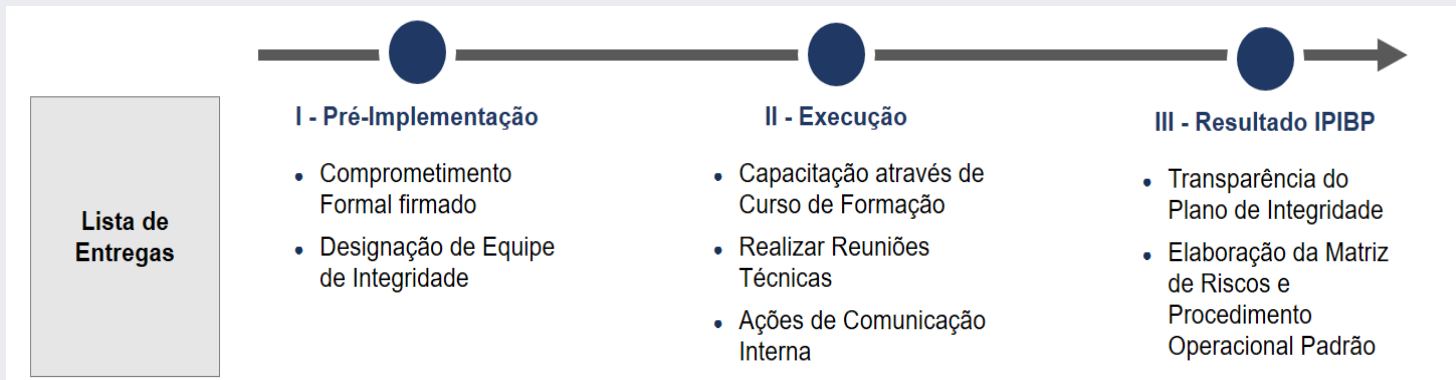 Lista de
Entregas
I - Pré-Implementação
• Comprometimento
Formal firmado
• Designação de Equipe
de Integridade
II - Execução
• Capacitação através de
Curso de Formação
• Realizar Reuniões
Técnicas
• Ações de Comunicação
Interna
III - Resultado IPIBP
• Transparência do
Plano de Integridade
• Elaboração da Matriz
de Riscos e
Procedimento
Operacional Padrão